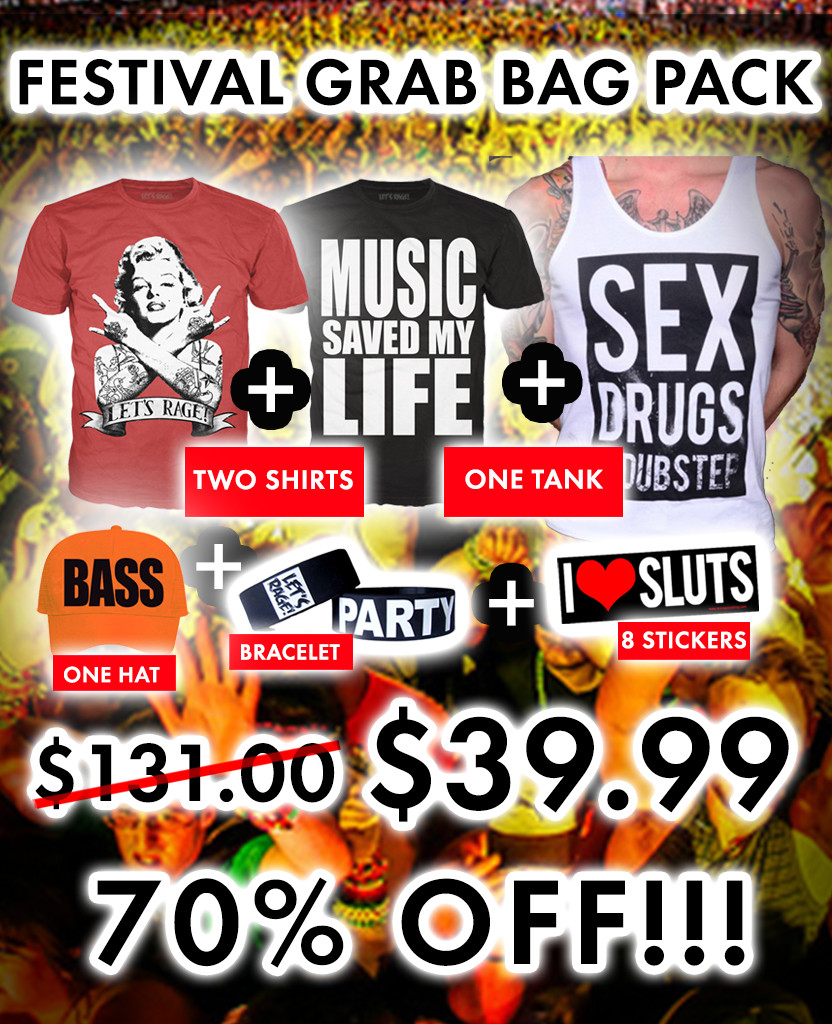 FESTIVAL GRAB BAG PACK
LET'S RAGE!
MUSIC
SAVED MY
LIFE
SEX
DRUGS
DUBSTEP
TWO SHIRTS
ONE TANK
BASS
LET'S
RAGE!
PARTY
I ❤ SLUTS
ONE HAT
BRACELET
8 STICKERS
$131.00 $39.99
70% OFF!!!